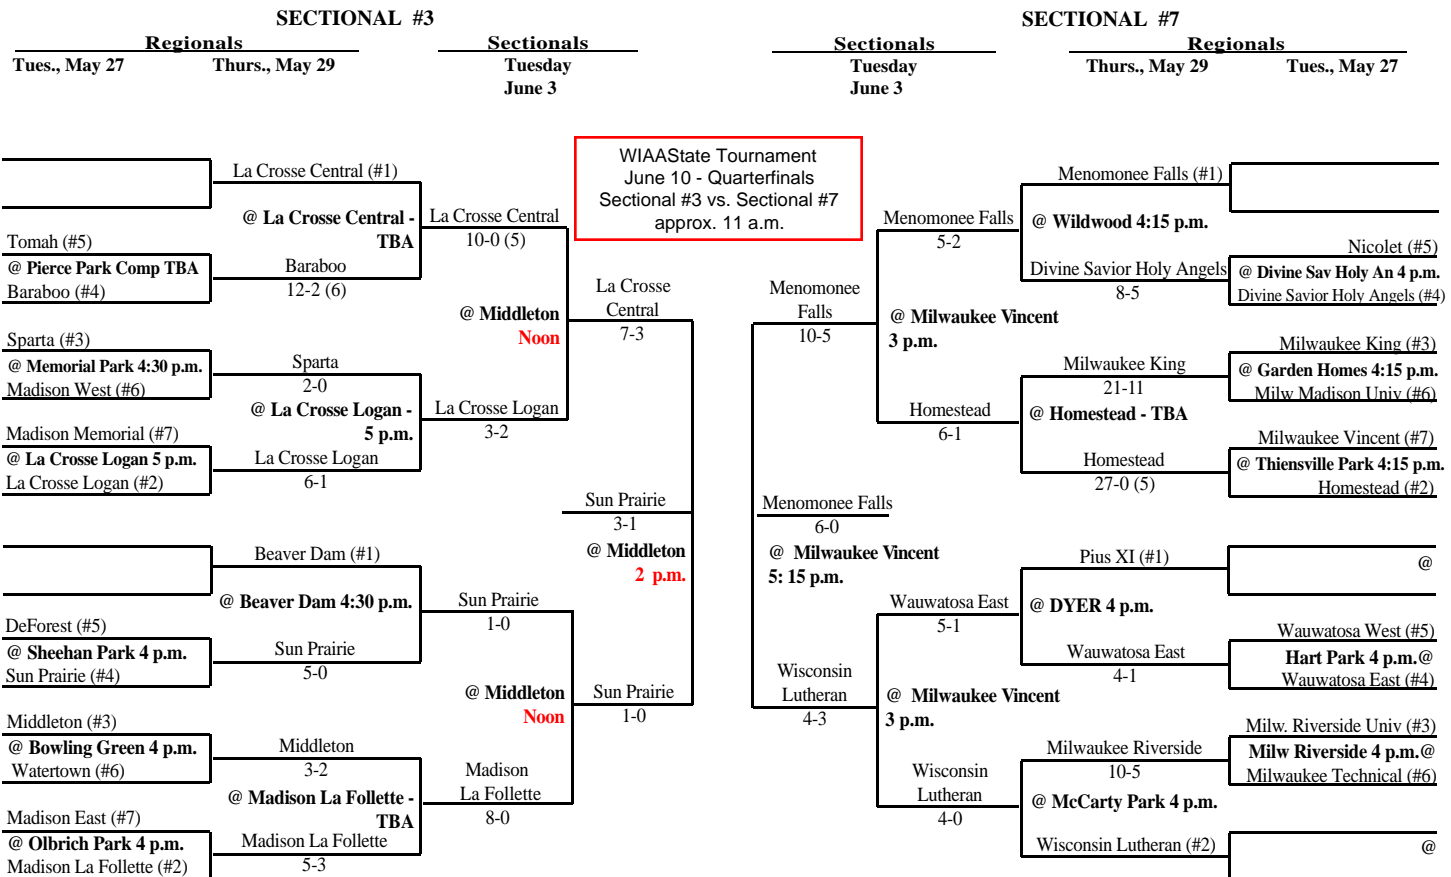 SECTIONAL #3
Regionals
Sectionals
Tues., May 27
Thurs., May 29
Tuesday
June 3
La Crosse Central (#1)
@ La Crosse Central -
TBA
La Crosse Central
10-0 (5)
Tomah (#5)
@ Pierce Park Comp TBA
Baraboo (#4)
Baraboo
12-2 (6)
@ Middleton
Noon
La Crosse
Central
7-3
Sparta (#3)
@ Memorial Park 4:30 p.m.
Madison West (#6)
Sparta
2-0
@ La Crosse Logan -
5 p.m.
La Crosse Logan
3-2
Madison Memorial (#7)
@ La Crosse Logan 5 p.m.
La Crosse Logan (#2)
La Crosse Logan
6-1
Sun Prairie
3-1
@ Middleton
2 p.m.
Beaver Dam (#1)
@ Beaver Dam 4:30 p.m.
Sun Prairie
1-0
DeForest (#5)
@ Sheehan Park 4 p.m.
Sun Prairie (#4)
Sun Prairie
5-0
@ Middleton
Noon
Sun Prairie
1-0
Middleton (#3)
@ Bowling Green 4 p.m.
Watertown (#6)
Middleton
3-2
@ Madison La Follette -
TBA
Madison
La Follette
8-0
Madison East (#7)
@ Olbrich Park 4 p.m.
Madison La Follette (#2)
Madison La Follette
5-3
WIAAState Tournament
June 10 - Quarterfinals
Sectional #3 vs. Sectional #7
approx. 11 a.m.
SECTIONAL #7
Sectionals
Regionals
Tuesday
June 3
Thurs., May 29
Tues., May 27
Menomonee Falls (#1)
Menomonee Falls
5-2
@ Wildwood 4:15 p.m.
Nicolet (#5)
@ Divine Sav Holy An 4 p.m.
Divine Savior Holy Angels (#4)
Divine Savior Holy Angels
8-5
Menomonee
Falls
10-5
@ Milwaukee Vincent
3 p.m.
Milwaukee King (#3)
@ Garden Homes 4:15 p.m.
Milw Madison Univ (#6)
Milwaukee King
21-11
Homestead
6-1
@ Homestead - TBA
Milwaukee Vincent (#7)
@ Thiensville Park 4:15 p.m.
Homestead (#2)
Homestead
27-0 (5)
Menomonee Falls
6-0
@ Milwaukee Vincent
5: 15 p.m.
Pius XI (#1)
@
Wauwatosa East
5-1
@ DYER 4 p.m.
Wauwatosa West (#5)
Hart Park 4 p.m.@
Wauwatosa East (#4)
Wauwatosa East
4-1
Wisconsin
Lutheran
4-3
@ Milwaukee Vincent
3 p.m.
Milw. Riverside Univ (#3)
Milw Riverside 4 p.m.@
Milwaukee Technical (#6)
Milwaukee Riverside
10-5
Wisconsin
Lutheran
4-0
@ McCarty Park 4 p.m.
Wisconsin Lutheran (#2)
@